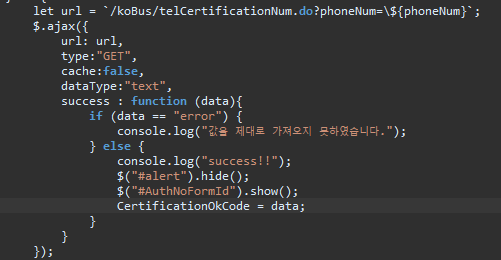 let url = `/koBus/telCertificationNum.do?phoneNum=\${phoneNum}`;
$.ajax({
url: url,
type:"GET",
cache:false,
dataType:"text",
success : function (data){
if (data == "error") {
console.log("값을 제대로 가져오지 못하였습니다.");
} else {
console.log("success!!");
$("#alert").hide();
$("#AuthNoFormId").show();
CertificationOkCode = data;
}
}
});